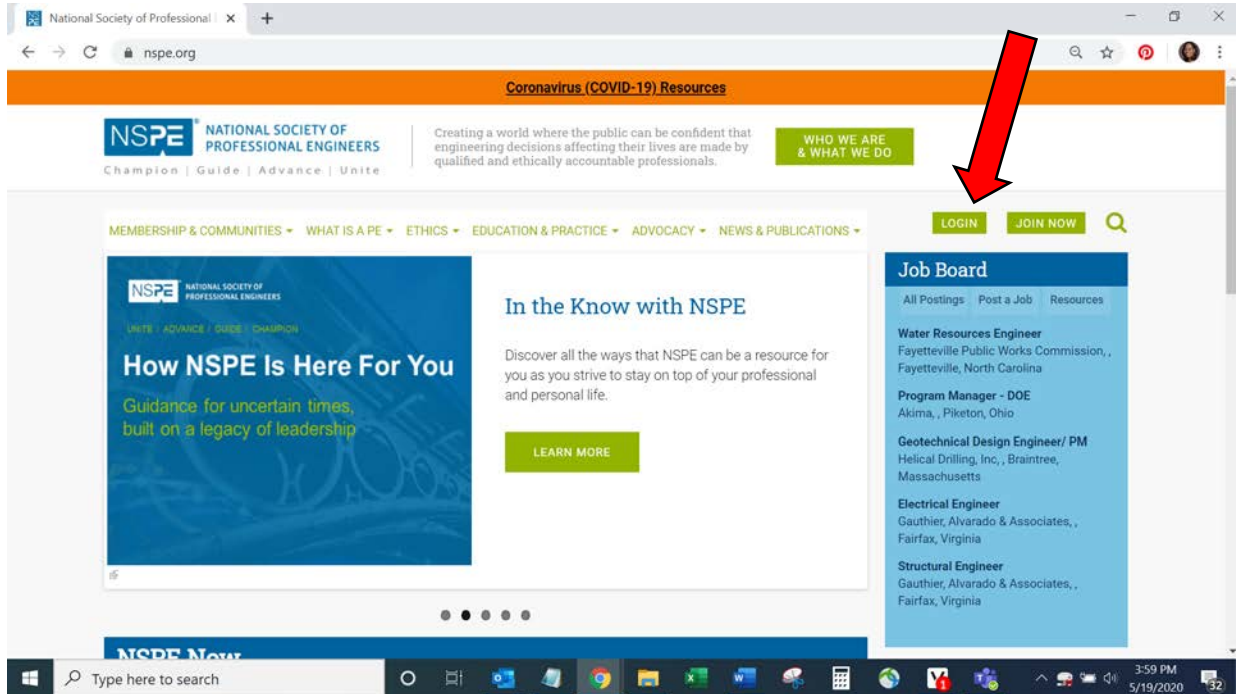 National Society of Professional
nspe.org
Coronavirus (COVID-19) Resources
NSPE NATIONAL SOCIETY OF
PROFESSIONAL ENGINEERS
Champion | Guide | Advance | Unite
Creating a world where the public can be confident that
engineering decisions affecting their lives are made by
qualified and ethically accountable professionals.
WHO WE ARE
& WHAT WE DO
LOGIN JOIN NOW
MEMBERSHIP & COMMUNITIES WHAT IS A PE ETHICS EDUCATION & PRACTICE ADVOCACY NEWS & PUBLICATIONS
NSPE NATIONAL SOCIETY OF
PROFESSIONAL ENGINEERS
UNITE / ADVANCE / GUIDE / CHAMPION
How NSPE Is Here For You
Guidance for uncertain times,
built on a legacy of leadership
In the Know with NSPE
Discover all the ways that NSPE can be a resource for
you as you strive to stay on top of your professional
and personal life.
LEARN MORE
Job Board
All Postings Post a Job Resources
Water Resources Engineer
Fayetteville Public Works Commission, ,
Fayetteville, North Carolina
Program Manager - DOE
Akima, , Piketon, Ohio
Geotechnical Design Engineer/ PM
Helical Drilling, Inc, , Braintree,
Massachusetts
Electrical Engineer
Gauthier, Alvarado & Associates, ,
Fairfax, Virginia
Structural Engineer
Gauthier, Alvarado & Associates, ,
Fairfax, Virginia
NSPE Now
Type here to search
3:59 PM
5/19/2020
32